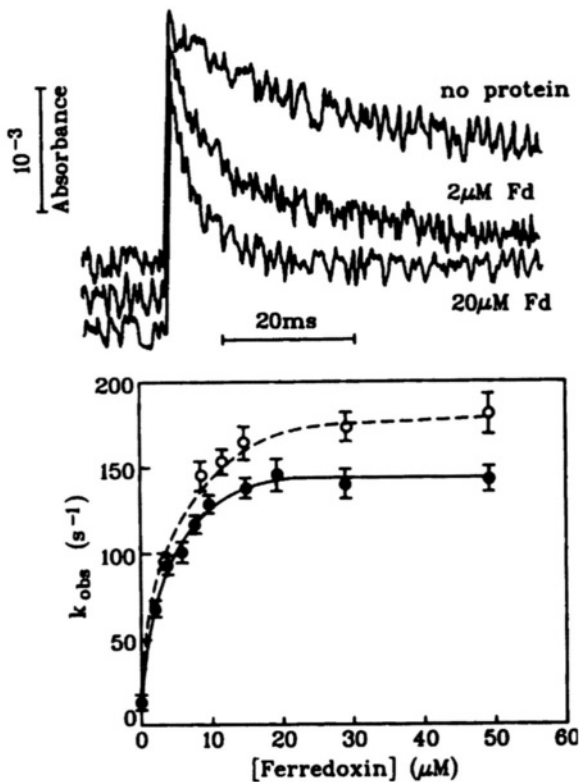 no protein
10⁻³
Absorbance
2μM Fd
20μM Fd
20ms
200
150
100
50
0
k obs (s⁻¹)
0 10 20 30 40 50 60
[Ferredoxin] (μM)